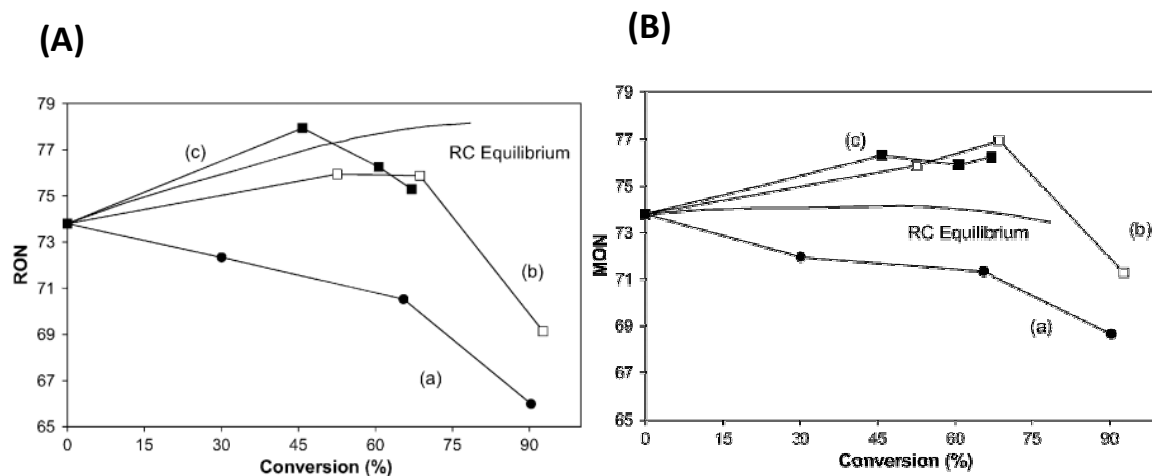 (A)
79
77
75
73
71
69
67
65
0 15 30 45 60 75 90
RON
Conversion (%)
(c)
RC Equilibrium
(b)
(a)
(B)
79
77
75
73
71
69
67
65
0 15 30 45 60 75 90
MON
Conversion (%)
(c)
RC Equilibrium
(b)
(a)